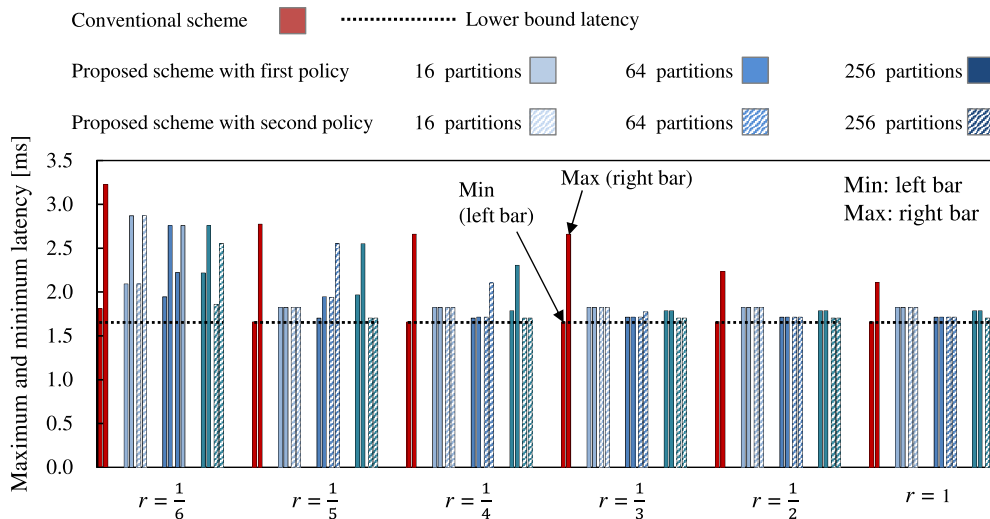 Conventional scheme Lower bound latency
Proposed scheme with first policy 16 partitions 64 partitions 256 partitions
Proposed scheme with second policy 16 partitions 64 partitions 256 partitions
Maximum and minimum latency [ms]
3.5
3.0
2.5
2.0
1.5
1.0
0.5
0.0
Min
(left bar)
Max (right bar)
Min: left bar
Max: right bar
r = 1/6
r = 1/5
r = 1/4
r = 1/3
r = 1/2
r = 1